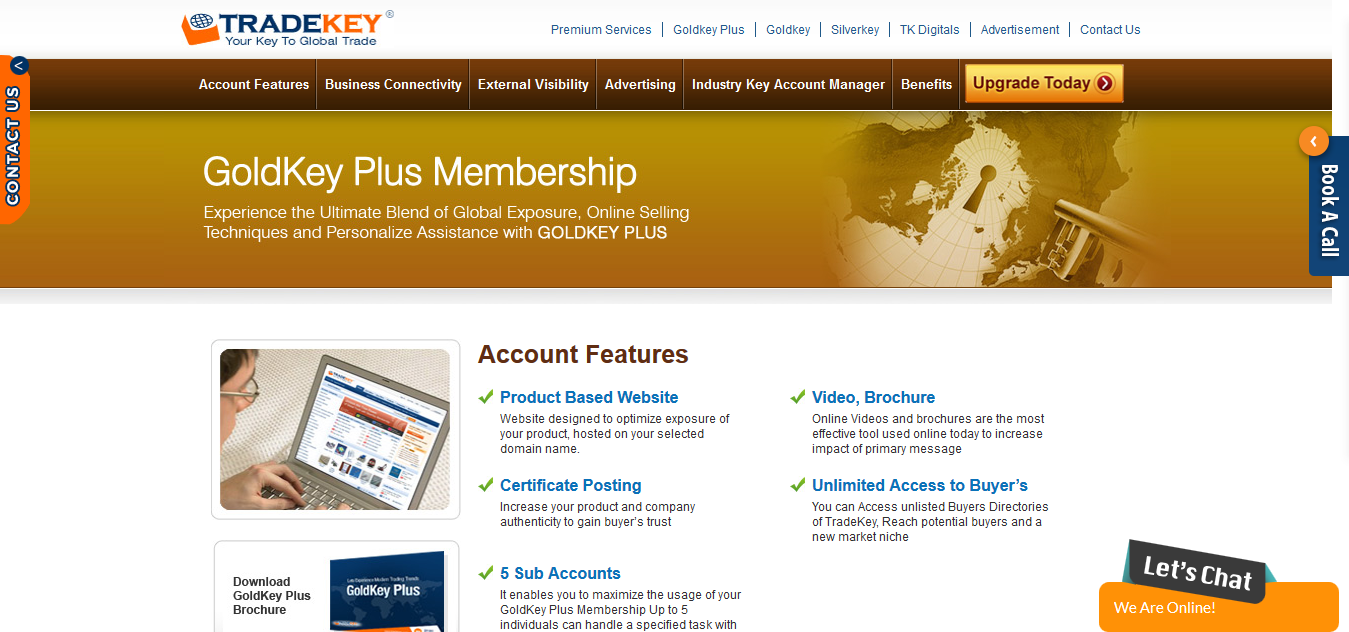 TRADEKEY®
Your Key To Global Trade
Premium Services
Goldkey Plus
Goldkey
Silverkey
TK Digitals
Advertisement
Contact Us
<
CONTACT US
Account Features
Business Connectivity
External Visibility
Advertising
Industry Key Account Manager
Benefits
Upgrade Today
GoldKey Plus Membership
Experience the Ultimate Blend of Global Exposure, Online Selling
Techniques and Personalize Assistance with GOLDKEY PLUS
Book A Call
Account Features
Product Based Website
Website designed to optimize exposure of
your product, hosted on your selected
domain name.
Video, Brochure
Online Videos and brochures are the most
effective tool used online today to increase
impact of primary message
Certificate Posting
Increase your product and company
authenticity to gain buyer's trust
Unlimited Access to Buyer's
You can Access unlisted Buyers Directories
of TradeKey, Reach potential buyers and a
new market niche
5 Sub Accounts
It enables you to maximize the usage of your
GoldKey Plus Membership Up to 5
individuals can handle a specified task with
Download
GoldKey Plus
Brochure
GoldKey Plus
Let's Chat
We Are Online!